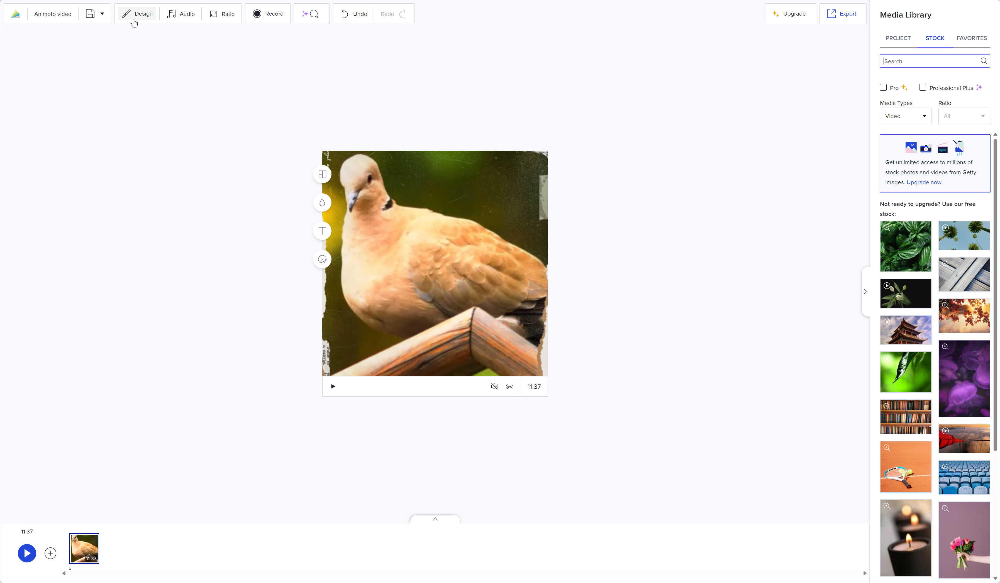 Animoto video
Design
Audio
Ratio
Record
Undo
Redo
Upgrade
Export
Media Library
PROJECT
STOCK
FAVORITES
Search
Pro
Professional Plus
Media Types
Ratio
Video
All
Get unlimited access to millions of
stock photos and videos from Getty
Images. Upgrade now.
Not ready to upgrade? Use our free
stock:
11:37
11:37
11:37